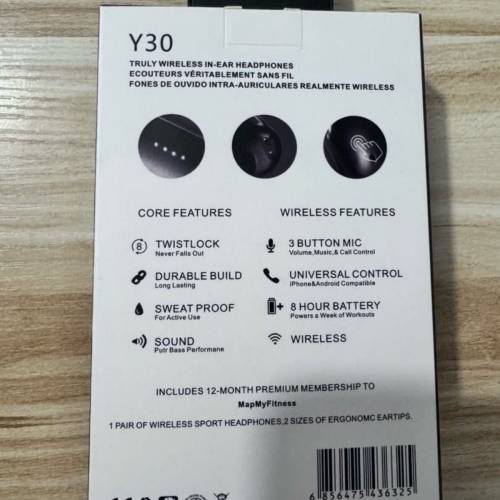 Y30
TRULY WIRELESS IN-EAR HEADPHONES
ECOUTEURS VÉRITABLEMENT SANS FIL
FONES DE OUVIDO INTRA-AURICULARES REALMENTE WIRELESS
CORE FEATURES
WIRELESS FEATURES
8 TWISTLOCK
Never Falls Out
3 BUTTON MIC
Volume,Music,& Call Control
DURABLE BUILD
Long Lasting
UNIVERSAL CONTROL
iPhone&Android Compatible
SWEAT PROOF
For Active Use
8 HOUR BATTERY
Powers a Week of Workouts
SOUND
Putr Bass Performane
WIRELESS
INCLUDES 12-MONTH PREMIUM MEMBERSHIP TO
MapMyFitness
1 PAIR OF WIRELESS SPORT HEADPHONES,2 SIZES OF ERGONOMC EARTIPS.
6 856475 436325